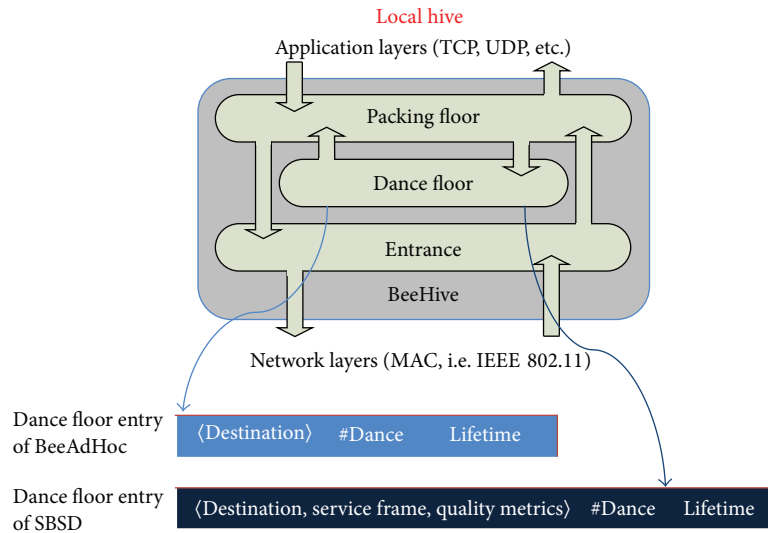 Local hive
Application layers (TCP, UDP, etc.)
Packing floor
Dance floor
Entrance
BeeHive
Network layers (MAC, i.e. IEEE 802.11)
Dance floor entry
of BeeAdHoc
⟨Destination⟩ #Dance Lifetime
Dance floor entry
of SBSD
⟨Destination, service frame, quality metrics⟩ #Dance Lifetime